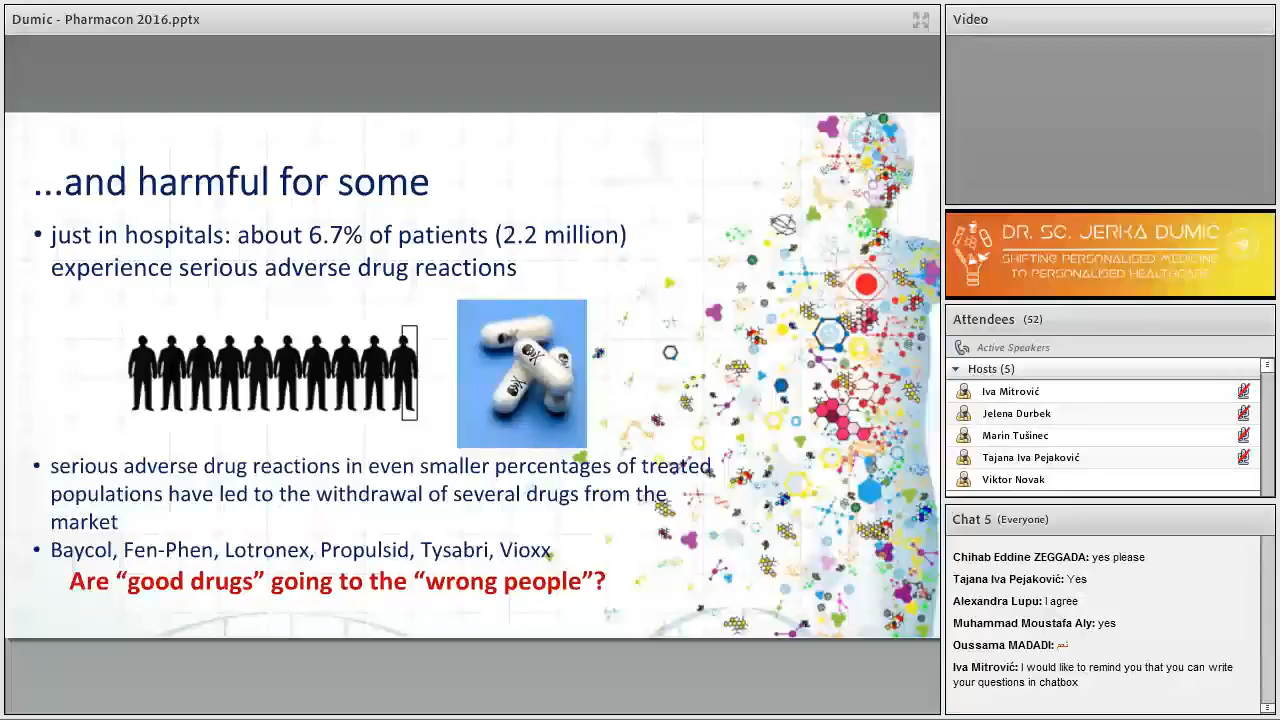 Dumic - Pharmacon 2016.pptx
...and harmful for some
• just in hospitals: about 6.7% of patients (2.2 million)
experience serious adverse drug reactions
• serious adverse drug reactions in even smaller percentages of treated
populations have led to the withdrawal of several drugs from the
market
• Baycol, Fen-Phen, Lotronex, Propulsid, Tysabri, Vioxx
Are “good drugs” going to the “wrong people”?
Video
DR. SC. JERKA DUMIC
SHIFTING PERSONALISED MEDICINE
TO PERSONALISED HEALTHCARE
Attendees (52)
Active Speakers
Hosts (5)
Iva Mitrović
Jelena Durbek
Marin Tušinec
Tajana Iva Pejaković
Viktor Novak
Chat 5 (Everyone)
Chihab Eddine ZEGGADA: yes please
Tajana Iva Pejaković: Yes
Alexandra Lupu: I agree
Muhammad Moustafa Aly: yes
Oussama MADADI: نعم
Iva Mitrović: I would like to remind you that you can write
your questions in chatbox